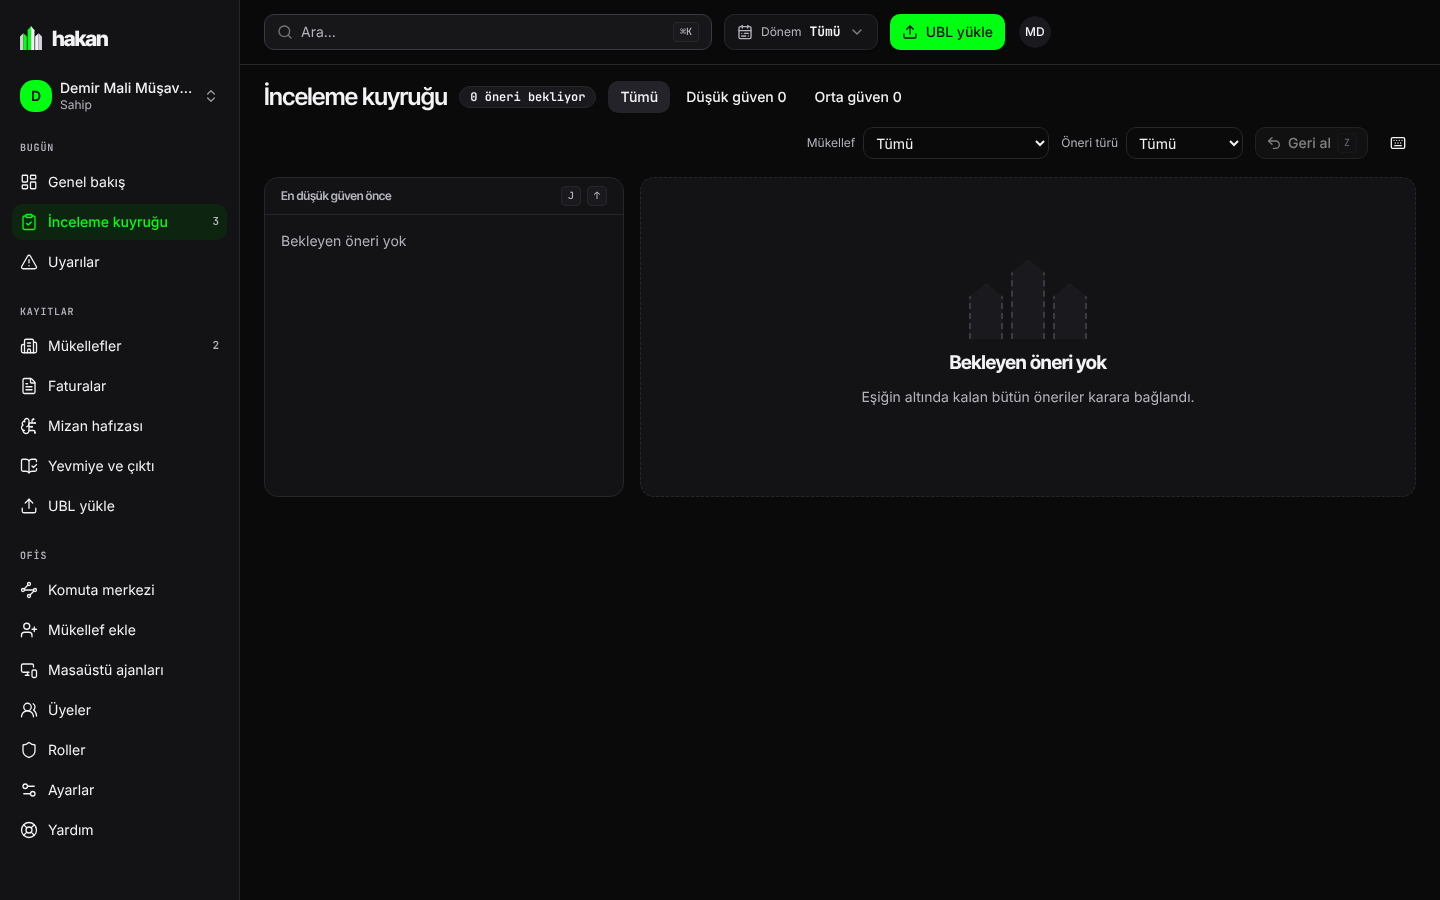 hakan
Ara...
⌘K
Dönem Tümü
UBL yükle
MD
D
Demir Mali Müşav...
Sahip
BUGÜN
Genel bakış
İnceleme kuyruğu 3
Uyarılar
KAYITLAR
Mükellefler 2
Faturalar
Mizan hafızası
Yevmiye ve çıktı
UBL yükle
OFİS
Komuta merkezi
Mükellef ekle
Masaüstü ajanları
Üyeler
Roller
Ayarlar
Yardım
İnceleme kuyruğu 0 öneri bekliyor Tümü Düşük güven 0 Orta güven 0
Mükellef Tümü Öneri türü Tümü Geri al Z
En düşük güven önce J ↑
Bekleyen öneri yok
Bekleyen öneri yok
Eşiğin altında kalan bütün öneriler karara bağlandı.